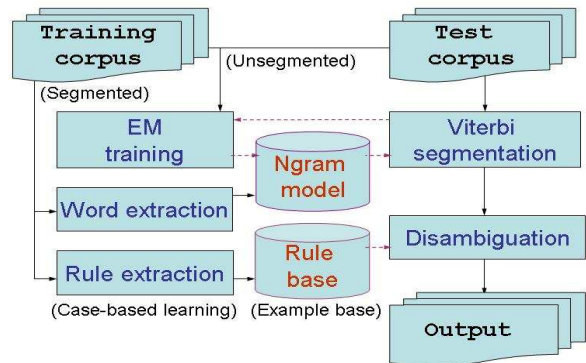 Training
corpus
Test
corpus
(Unsegmented)
(Segmented)
EM
training
Viterbi
segmentation
Ngram
model
Word extraction
Rule
base
Disambiguation
Rule extraction
(Case-based learning)
(Example base)
Output